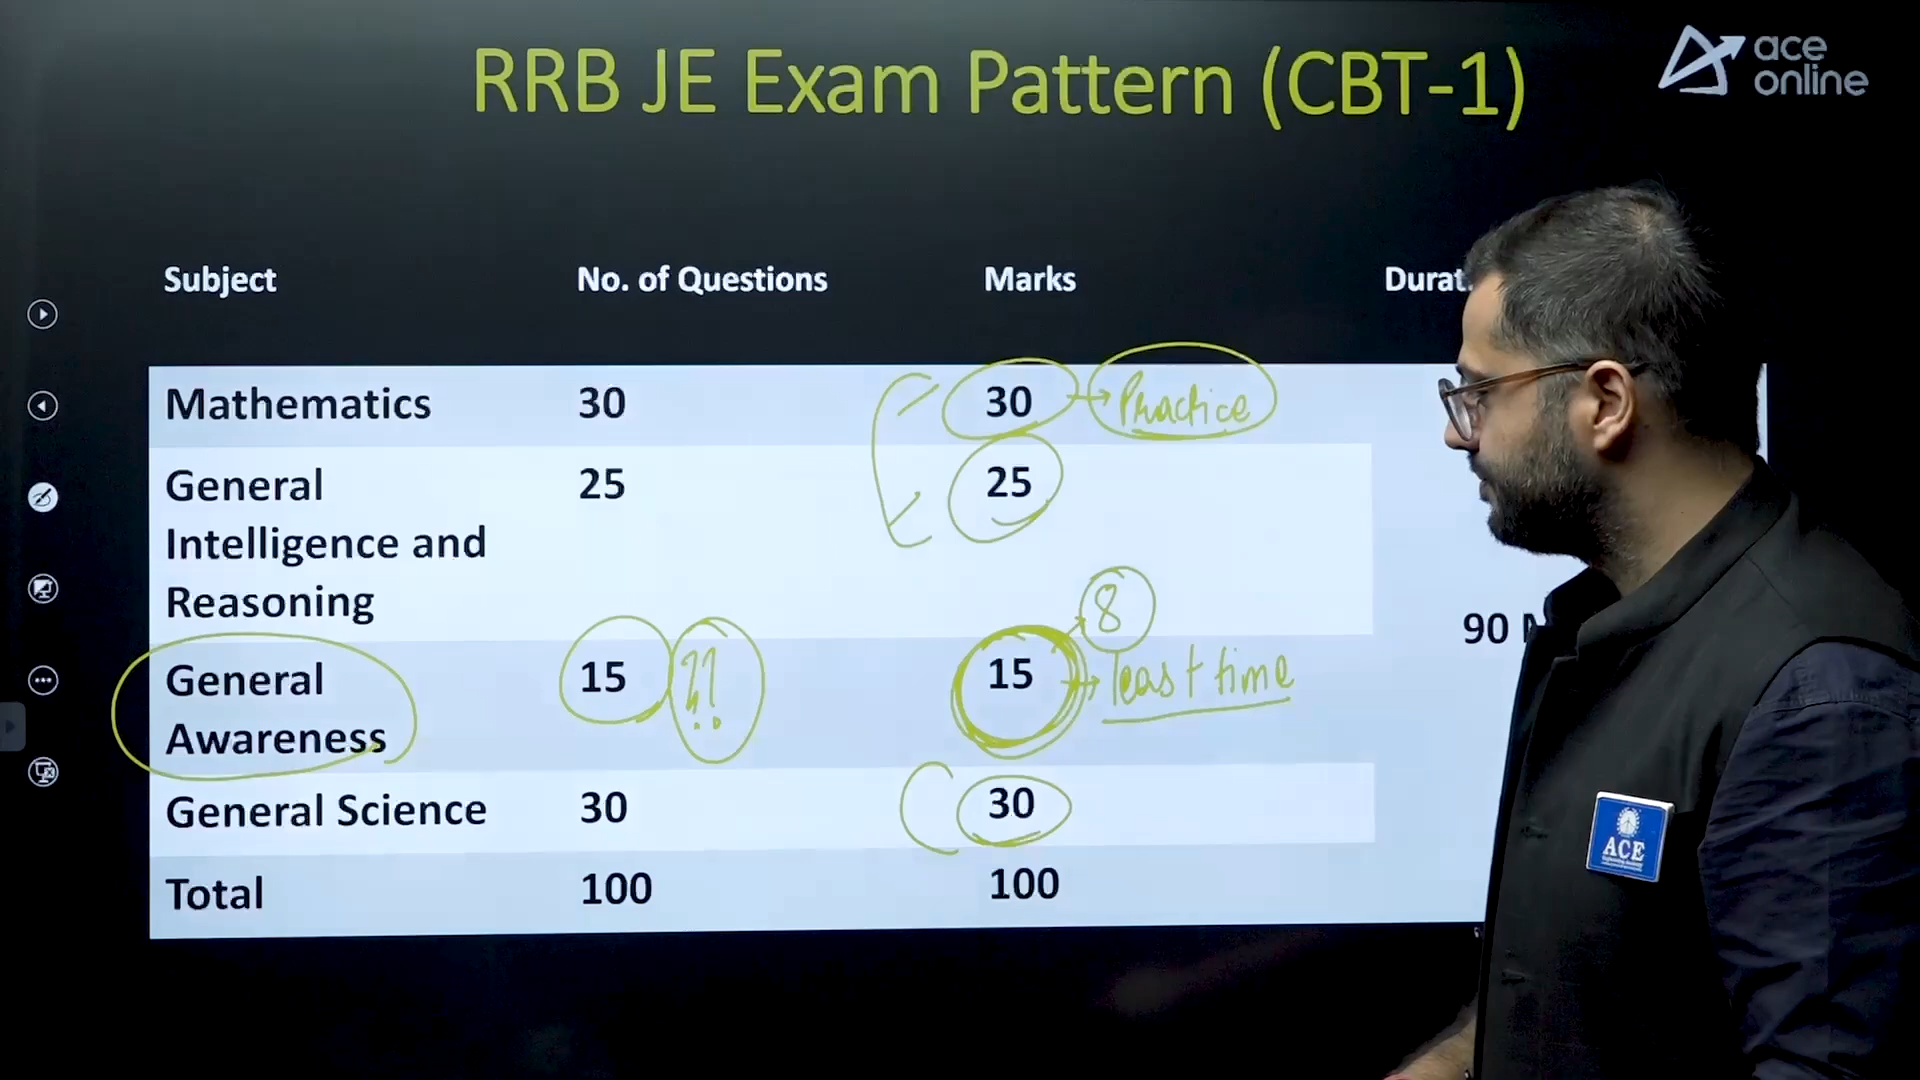 RRB JE Exam Pattern (CBT-1)
ace
online
Subject No. of Questions Marks Durat
Mathematics 30 30 → Practice
General 25 25
Intelligence and
Reasoning
8
General 15 ?? 15 → least time
Awareness
90
General Science 30 30
Total 100 100
ACE